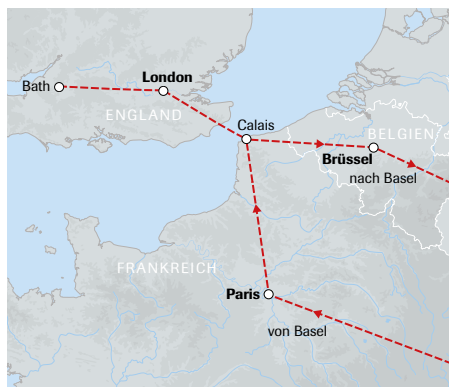 London
Bath
ENGLAND
Calais
BELGIEN
Brüssel
nach Basel
FRANKREICH
Paris
von Basel